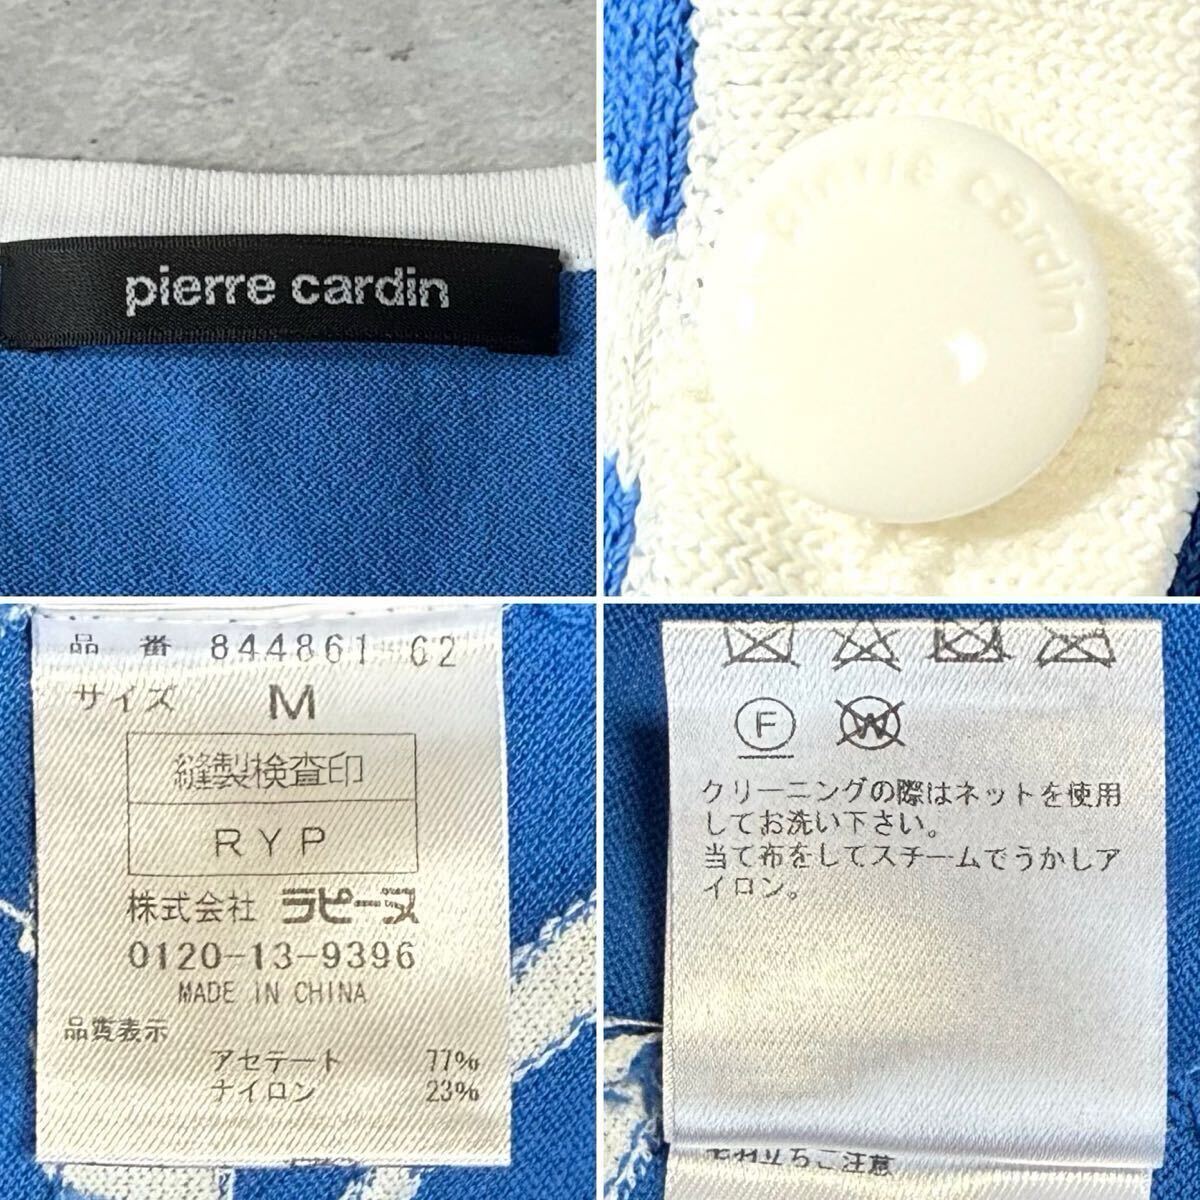 pierre cardin
pierre cardin
品 番 844861 62
サイズ M
縫製検査印
RYP
株式会社 ラピーヌ
0120-13-9396
MADE IN CHINA
品質表示
アセテート 77%
ナイロン 23%
F W
クリーニングの際はネットを使用
してお洗い下さい。
当て布をしてスチームでうかしア
イロン。